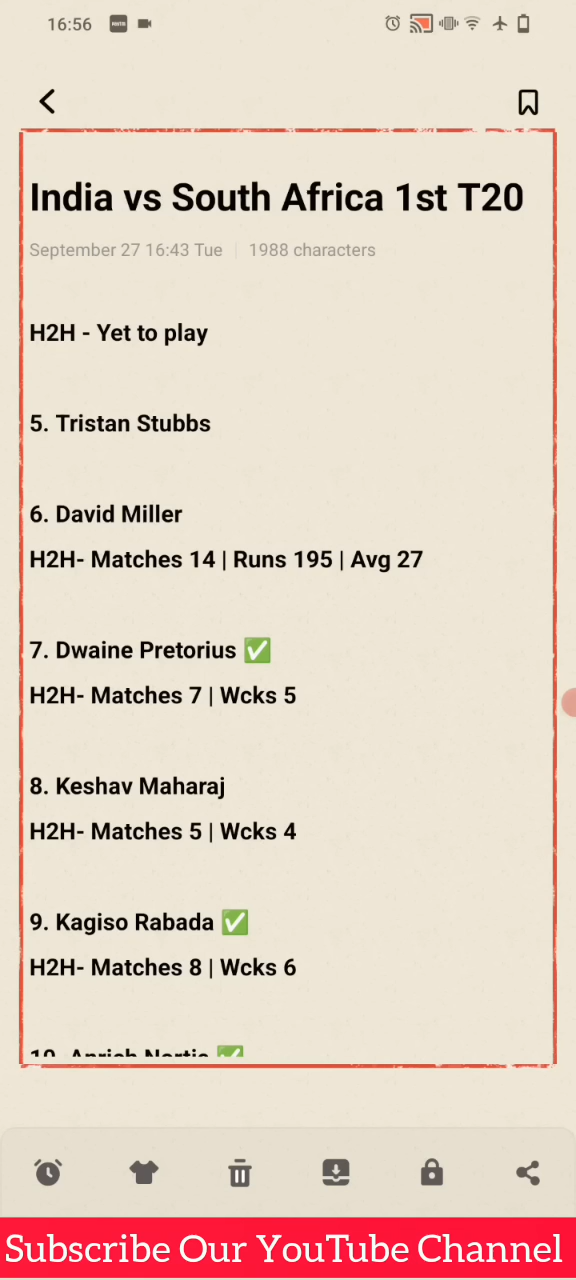 16:56
India vs South Africa 1st T20
September 27 16:43 Tue | 1988 characters
H2H - Yet to play
5. Tristan Stubbs
6. David Miller
H2H- Matches 14 | Runs 195 | Avg 27
7. Dwaine Pretorius ✅
H2H- Matches 7 | Wcks 5
8. Keshav Maharaj
H2H- Matches 5 | Wcks 4
9. Kagiso Rabada ✅
H2H- Matches 8 | Wcks 6
10. Anrich Nortje ✅
Subscribe Our YouTube Channel